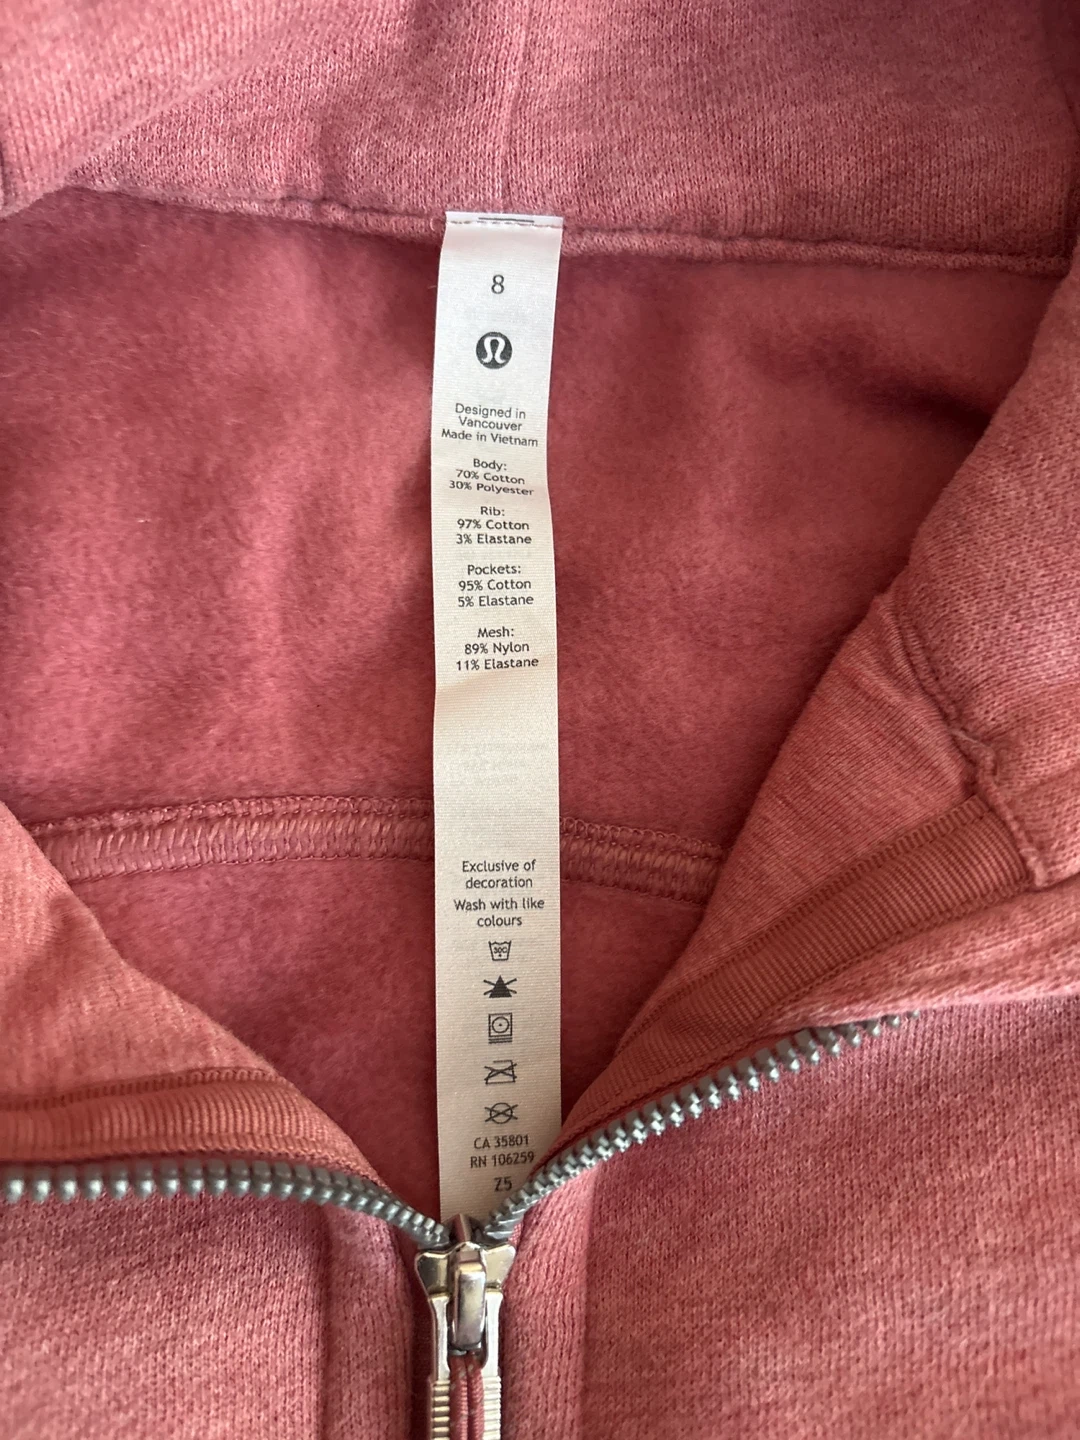 8
Designed in
Vancouver
Made in Vietnam
Body:
70% Cotton
30% Polyester
Rib:
97% Cotton
3% Elastane
Pockets:
95% Cotton
5% Elastane
Mesh:
89% Nylon
11% Elastane
Exclusive of
decoration
Wash with like
colours
30C
CA 35801
RN 106259
Z5